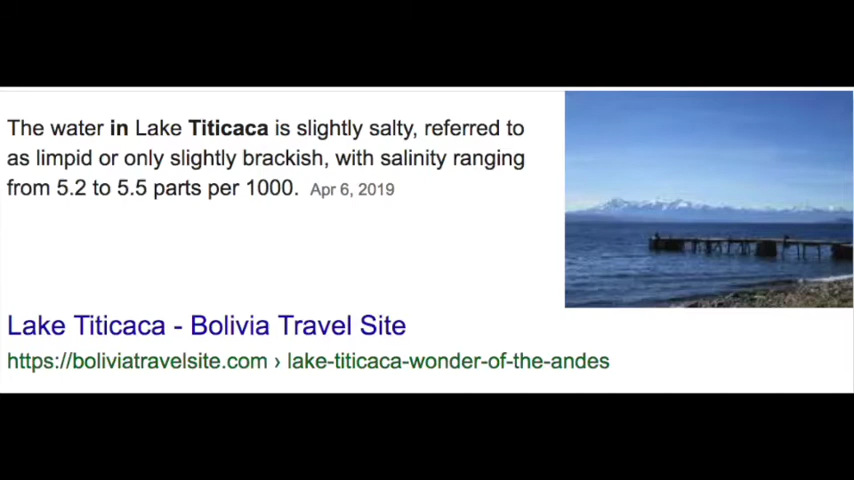 The water in Lake Titicaca is slightly salty, referred to
as limpid or only slightly brackish, with salinity ranging
from 5.2 to 5.5 parts per 1000. Apr 6, 2019
Lake Titicaca - Bolivia Travel Site
https://boliviatravelsite.com › lake-titicaca-wonder-of-the-andes